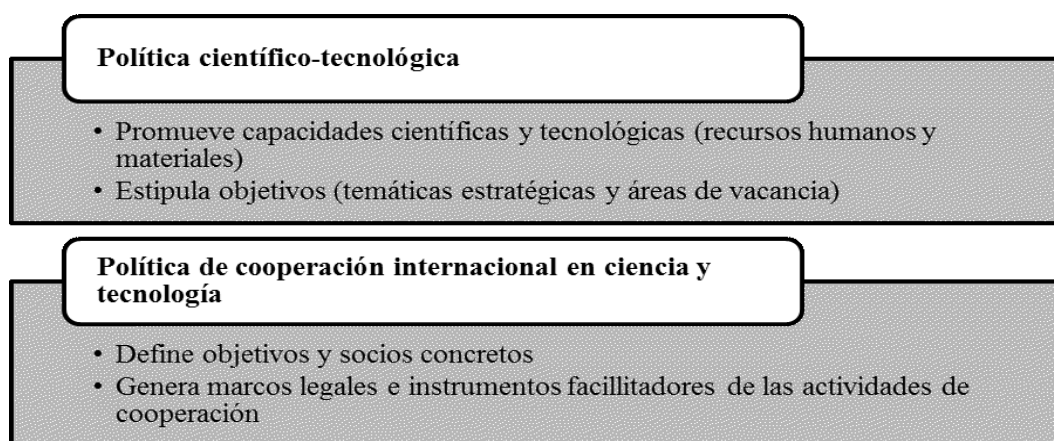 Política científico-tecnológica
• Promueve capacidades científicas y tecnológicas (recursos humanos y
materiales)
• Estipula objetivos (temáticas estratégicas y áreas de vacancia)
Política de cooperación internacional en ciencia y
tecnología
• Define objetivos y socios concretos
• Genera marcos legales e instrumentos facillitadores de las actividades de
cooperación